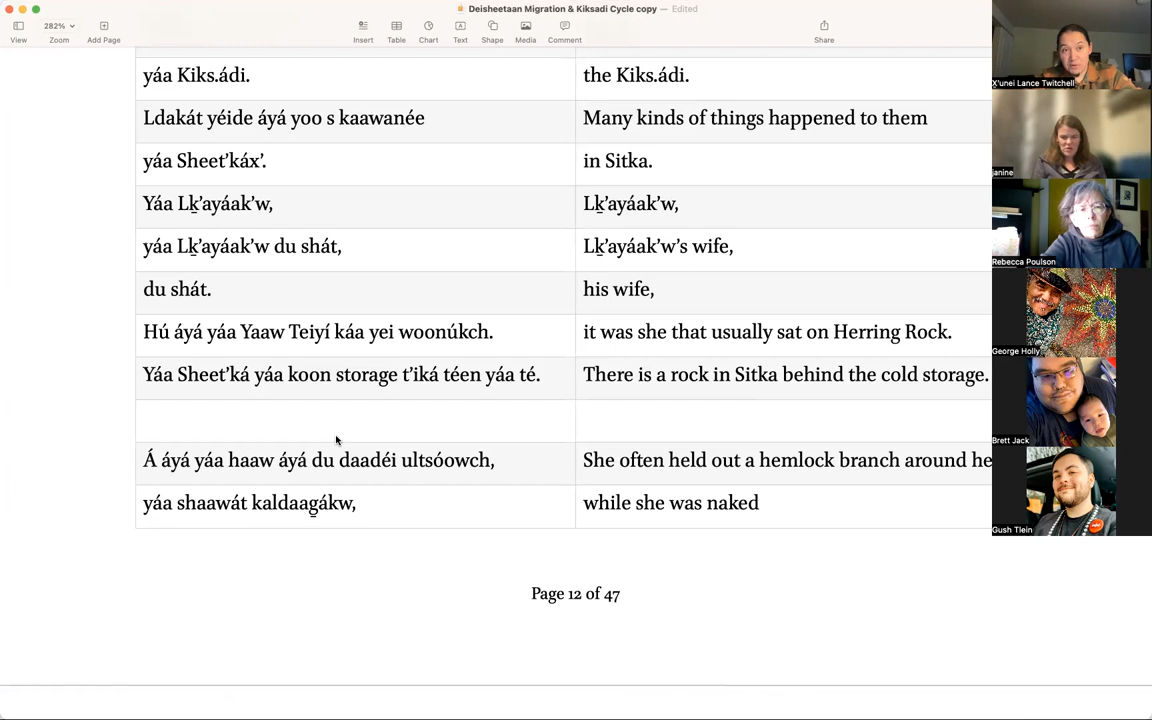 Deisheetaan Migration & Kiksadi Cycle copy — Edited
282%
View Zoom Add Page Insert Table Chart Text Shape Media Comment Share
yáa Kiks.ádi. the Kiks.ádi.
Ldakát yéide áyá yoo s kaawanée Many kinds of things happened to them
yáa Sheet’káx’. in Sitka.
Yáa Lḵ’ayáak’w, Lḵ’ayáak’w,
yáa Lḵ’ayáak’w du shát, Lḵ’ayáak’w’s wife,
du shát. his wife,
Hú áyá yáa Yaaw Teiyí káa yei woonúkch. it was she that usually sat on Herring Rock.
Yáa Sheet’ká yáa koon storage t’iká téen yáa té. There is a rock in Sitka behind the cold storage.
Á áyá yáa haaw áyá du daadéi ultsóowch, She often held out a hemlock branch around he
yáa shaawát kaldaag̱ákw, while she was naked
Page 12 of 47
X̱'unei Lance Twitchell
janine
Rebecca Poulson
George Holly
Brett Jack
Gush Tlein